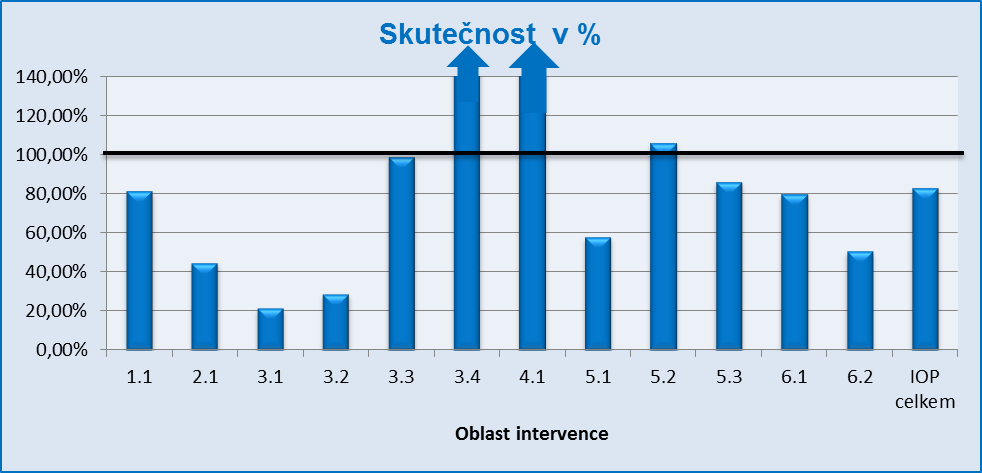 Skutečnost v %
140,00%
120,00%
100,00%
80,00%
60,00%
40,00%
20,00%
0,00%
1.1 2.1 3.1 3.2 3.3 3.4 4.1 5.1 5.2 5.3 6.1 6.2 IOP
celkem
Oblast intervence